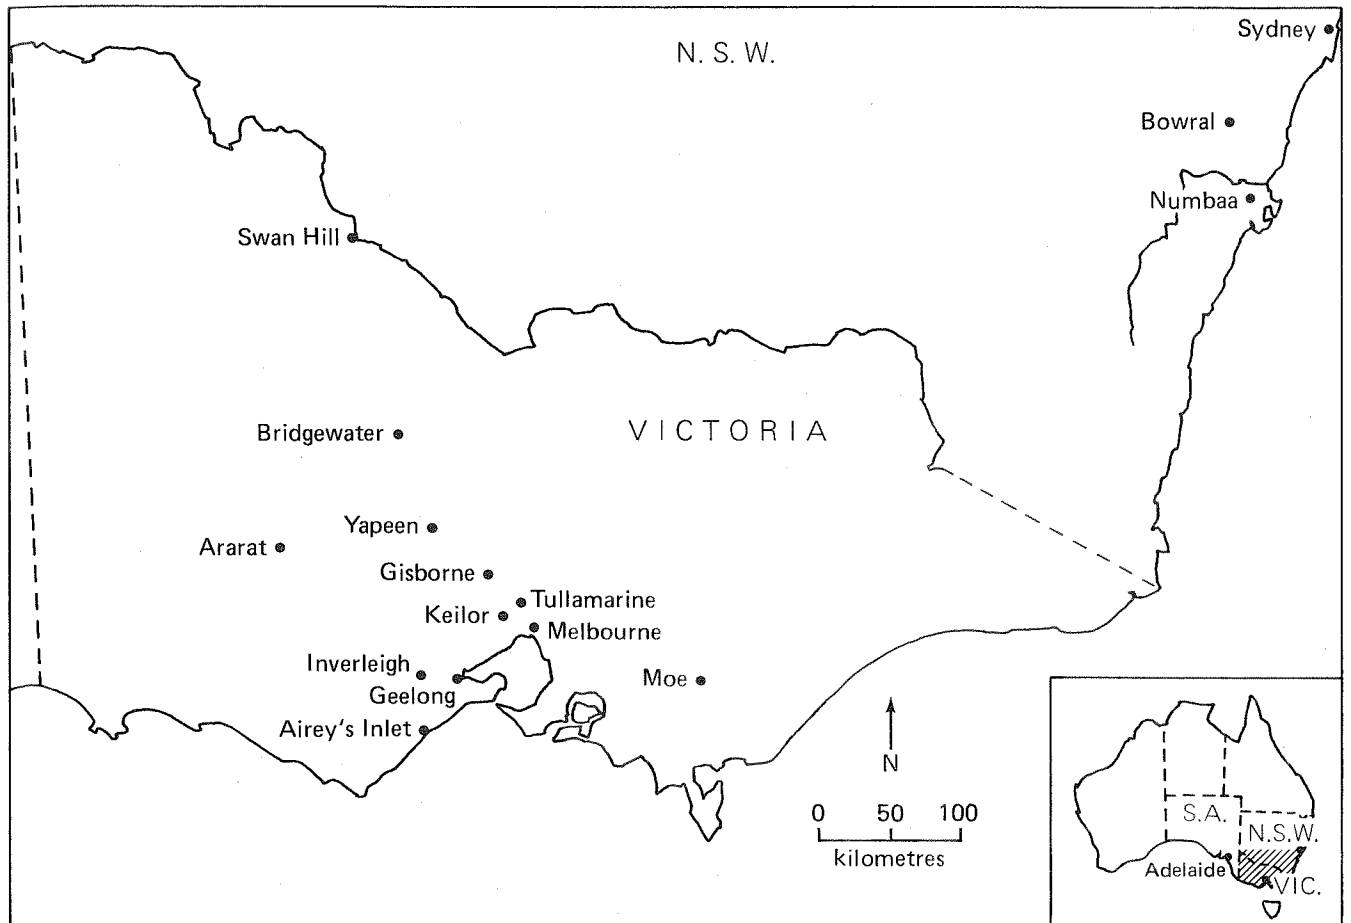 Sydney
N. S. W.
Bowral
Numbaa
Swan Hill
Bridgewater
VICTORIA
Yapeen
Ararat
Gisborne
Tullamarine
Keilor
Melbourne
Inverleigh
Geelong
Moe
Airey's Inlet
N
0 50 100
kilometres
S.A.
N.S.W.
Adelaide
VIC.